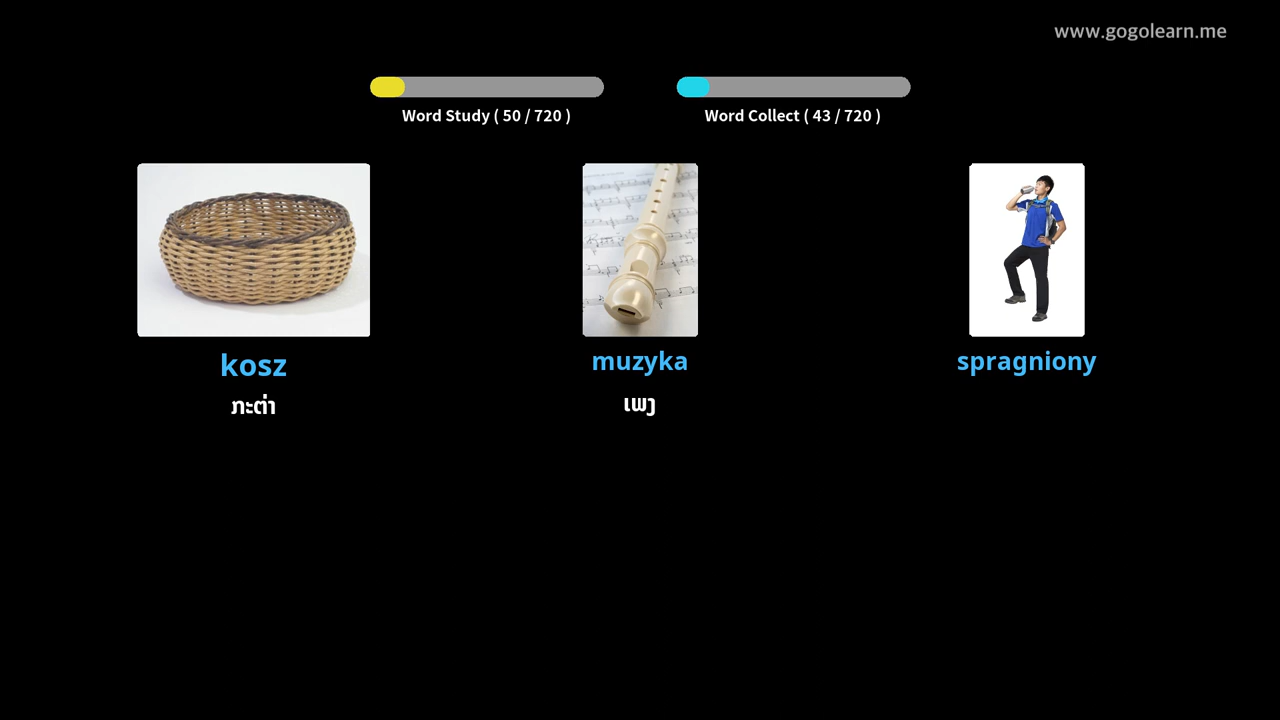 www.gogolearn.me
Word Study ( 50 / 720 )
Word Collect ( 43 / 720 )
kosz
muzyka
spragniony
ກະຕ່າ
ເພງ